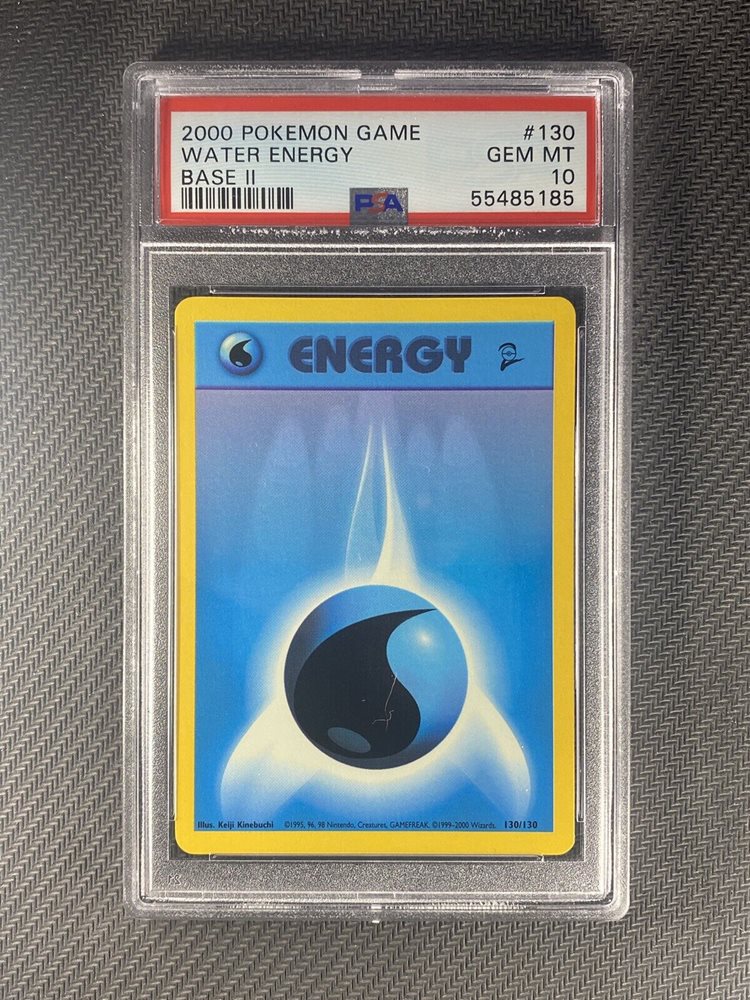 2000 POKEMON GAME #130
WATER ENERGY GEM MT
BASE II 10
PSA 55485185
ENERGY
Illus. Keiji Kinebuchi ©1995, 96, 98 Nintendo, Creatures, GAMEFREAK. ©1999-2000 Wizards. 130/130